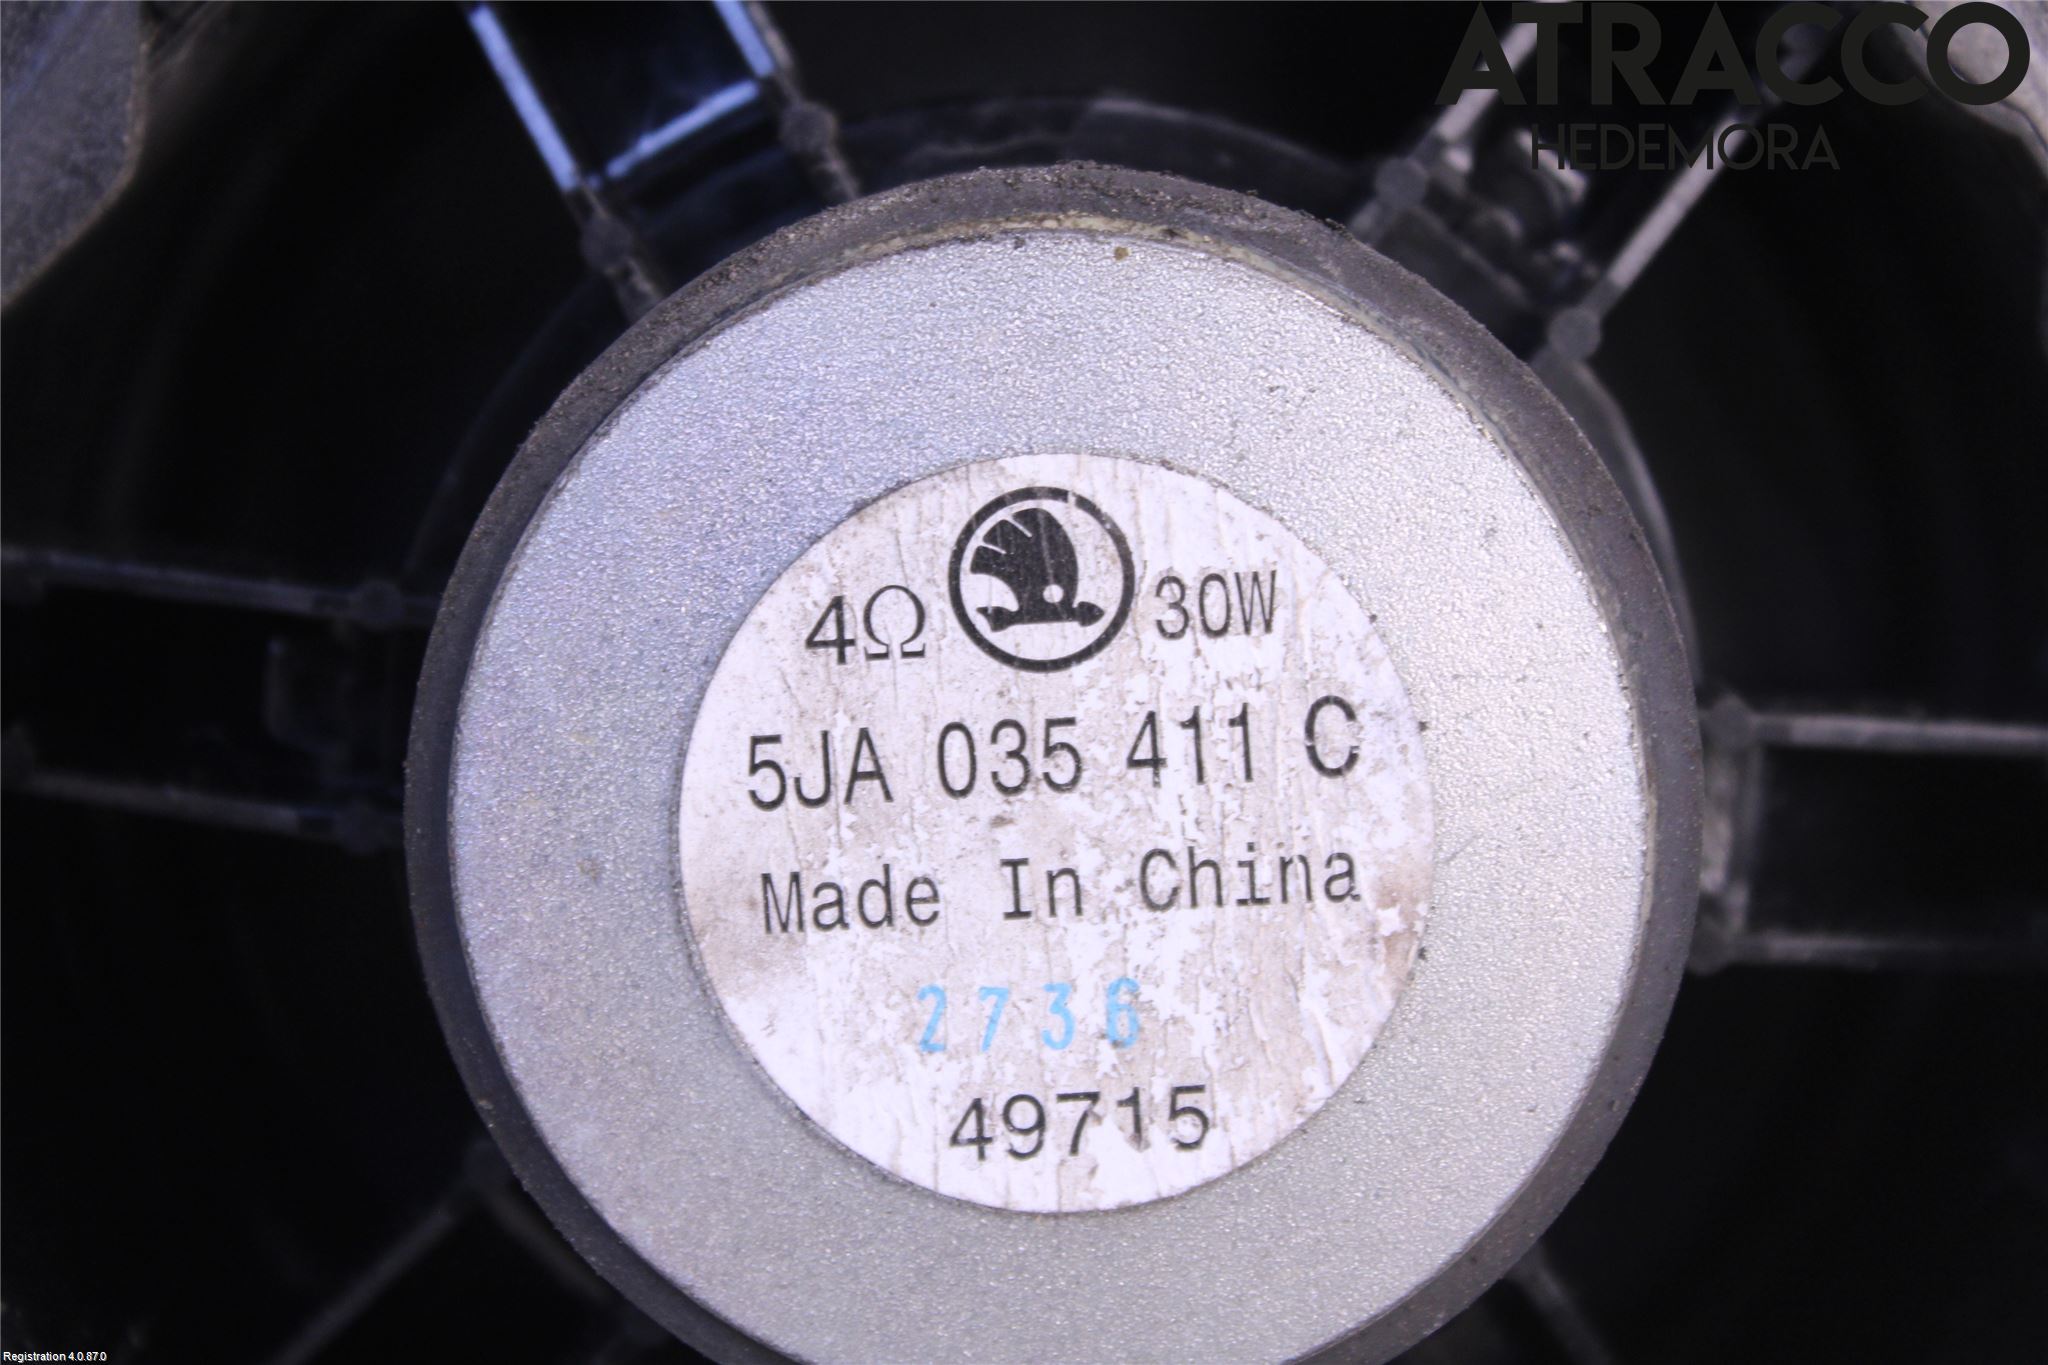 ATRACCO
HEDEMORA
4Ω 30W
5JA 035 411 C
Made In China
2736
49715
Registration 4.0.87.0